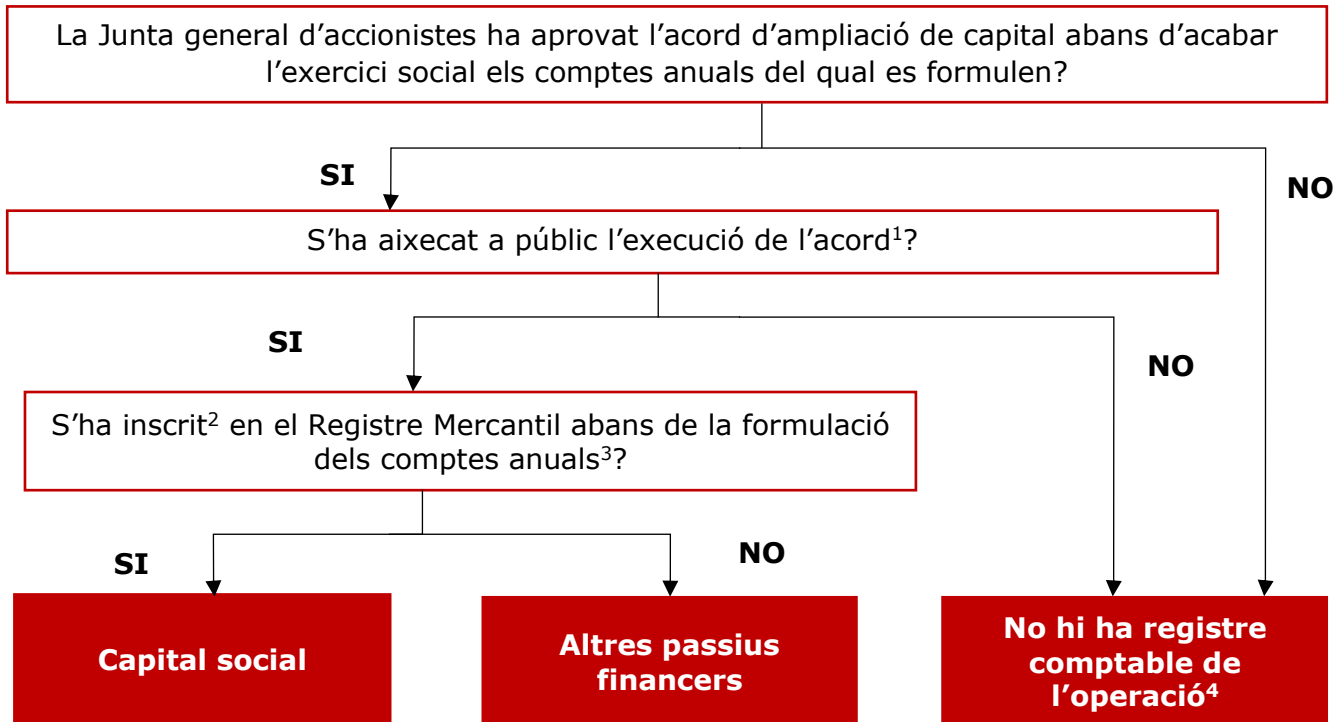 La Junta general d’accionistes ha aprovat l’acord d’ampliació de capital abans d’acabar
l’exercici social els comptes anuals del qual es formulen?
SI
NO
S’ha aixecat a públic l’execució de l’acord¹?
SI
NO
S’ha inscrit² en el Registre Mercantil abans de la formulació
dels comptes anuals³?
SI
NO
Capital social
Altres passius
financers
No hi ha registre
comptable de
l’operació⁴